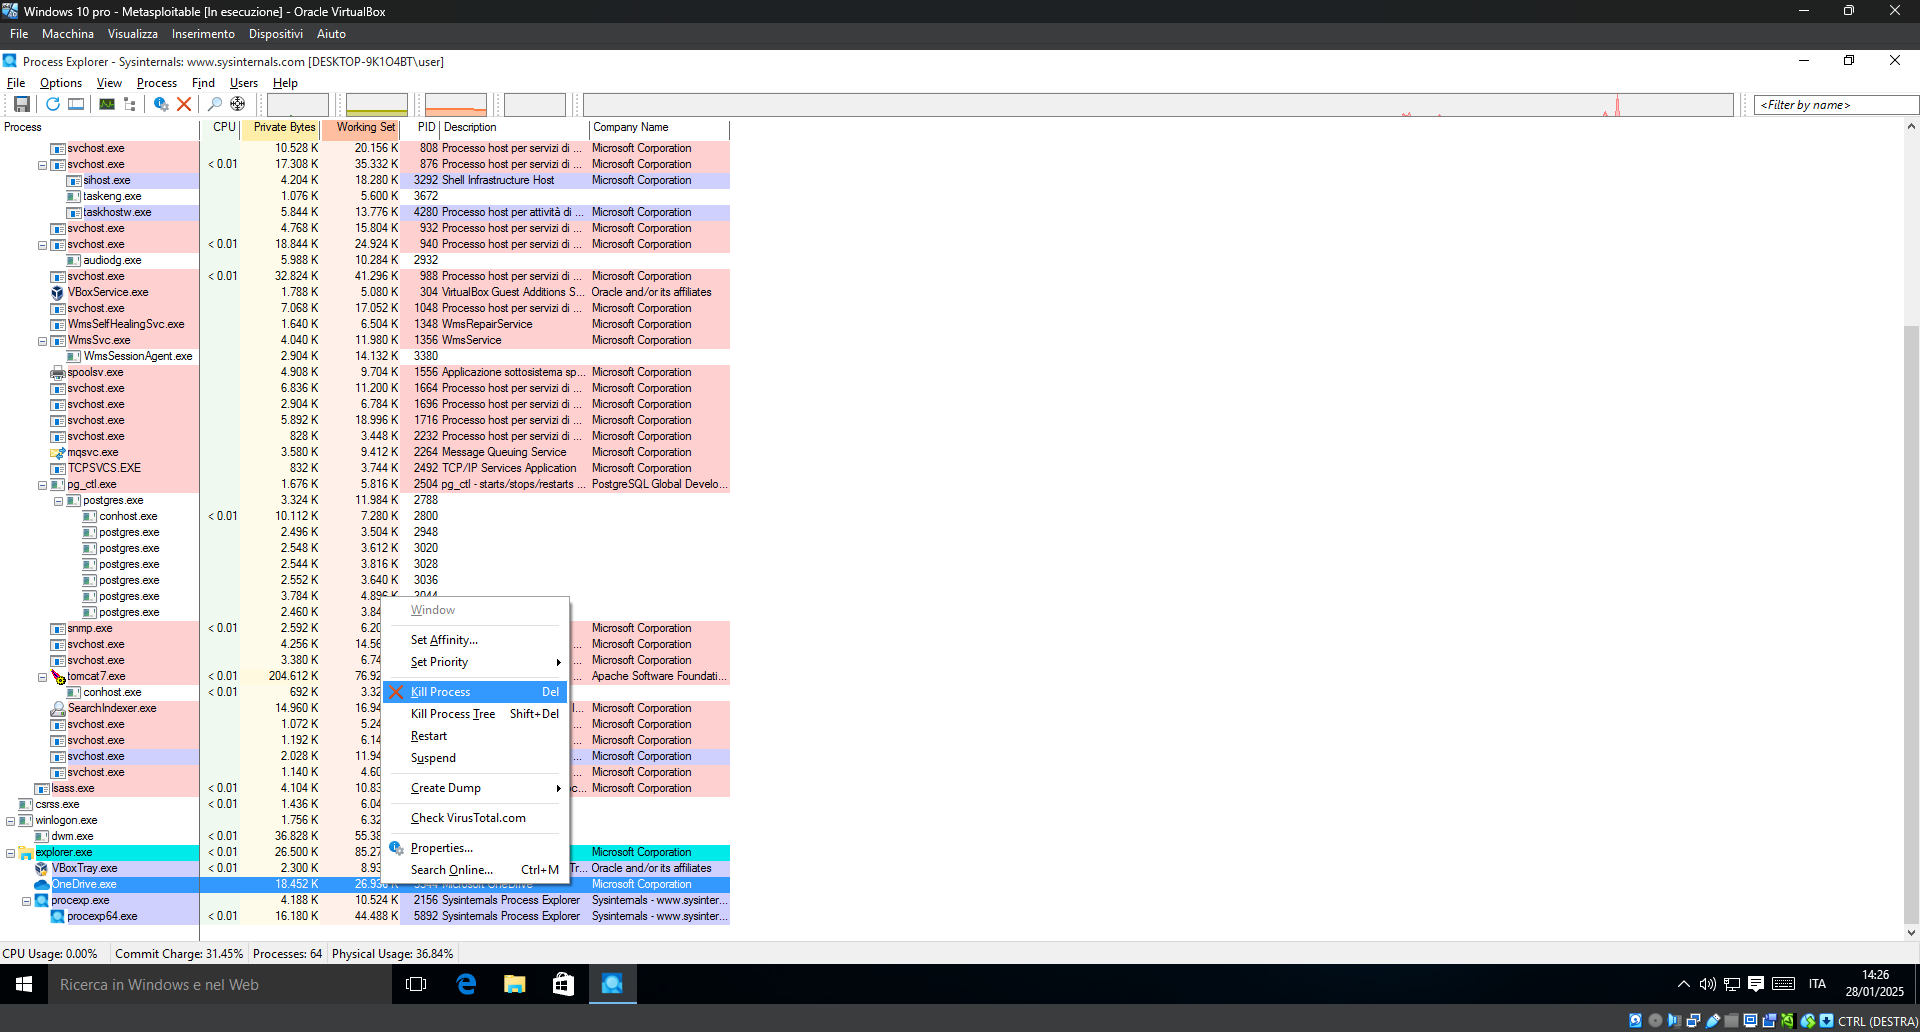 Windows 10 pro - Metasploitable [In esecuzione] - Oracle VirtualBox
File Macchina Visualizza Inserimento Dispositivi Aiuto
Process Explorer - Sysinternals: www.sysinternals.com [DESKTOP-9K1O4BT\user]
File Options View Process Find Users Help
<Filter by name>
Process CPU Private Bytes Working Set PID Description Company Name
svchost.exe 10.528 K 20.156 K 808 Processo host per servizi di ... Microsoft Corporation
svchost.exe < 0.01 17.308 K 35.332 K 876 Processo host per servizi di ... Microsoft Corporation
sihost.exe 4.204 K 18.280 K 3292 Shell Infrastructure Host Microsoft Corporation
taskeng.exe 1.076 K 5.600 K 3672
taskhostw.exe 5.844 K 13.776 K 4280 Processo host per attività di ... Microsoft Corporation
svchost.exe 4.768 K 15.804 K 932 Processo host per servizi di ... Microsoft Corporation
svchost.exe < 0.01 18.844 K 24.924 K 940 Processo host per servizi di ... Microsoft Corporation
audiodg.exe 5.988 K 10.284 K 2932
svchost.exe < 0.01 32.824 K 41.296 K 988 Processo host per servizi di ... Microsoft Corporation
VBoxService.exe 1.788 K 5.080 K 304 VirtualBox Guest Additions S... Oracle and/or its affiliates
svchost.exe 7.068 K 17.052 K 1048 Processo host per servizi di ... Microsoft Corporation
WmsSelfHealingSvc.exe 1.640 K 6.504 K 1348 WmsRepairService Microsoft Corporation
WmsSvc.exe 4.040 K 11.980 K 1356 WmsService Microsoft Corporation
WmsSessionAgent.exe 2.904 K 14.132 K 3380
spoolsv.exe 4.908 K 9.704 K 1556 Applicazione sottosistema sp... Microsoft Corporation
svchost.exe 6.836 K 11.200 K 1664 Processo host per servizi di ... Microsoft Corporation
svchost.exe 2.904 K 6.784 K 1696 Processo host per servizi di ... Microsoft Corporation
svchost.exe 5.892 K 18.996 K 1716 Processo host per servizi di ... Microsoft Corporation
svchost.exe 828 K 3.448 K 2232 Processo host per servizi di ... Microsoft Corporation
mqsvc.exe 3.580 K 9.412 K 2264 Message Queuing Service Microsoft Corporation
TCPSVCS.EXE 832 K 3.744 K 2492 TCP/IP Services Application Microsoft Corporation
pg_ctl.exe 1.676 K 5.816 K 2504 pg_ctl - starts/stops/restarts ... PostgreSQL Global Develo...
postgres.exe 3.324 K 11.984 K 2788
conhost.exe < 0.01 10.112 K 7.280 K 2800
postgres.exe 2.496 K 3.504 K 2948
postgres.exe 2.548 K 3.612 K 3020
postgres.exe 2.544 K 3.816 K 3028
postgres.exe 2.552 K 3.640 K 3036
postgres.exe 3.784 K 4.896 K 3044
postgres.exe 2.460 K 3.84
snmp.exe < 0.01 2.592 K 6.20 Microsoft Corporation
svchost.exe 4.256 K 14.56 ... Microsoft Corporation
svchost.exe 3.380 K 6.74 ... Microsoft Corporation
tomcat7.exe < 0.01 204.612 K 76.92 ... Apache Software Foundati...
conhost.exe < 0.01 692 K 3.32
SearchIndexer.exe 14.960 K 16.94 I... Microsoft Corporation
svchost.exe 1.072 K 5.24 ... Microsoft Corporation
svchost.exe 1.192 K 6.14 ... Microsoft Corporation
svchost.exe 2.028 K 11.94 ... Microsoft Corporation
svchost.exe 1.140 K 4.60 ... Microsoft Corporation
lsass.exe < 0.01 4.104 K 10.83 c... Microsoft Corporation
csrss.exe < 0.01 1.436 K 6.04
winlogon.exe 1.756 K 6.32
dwm.exe < 0.01 36.828 K 55.38
explorer.exe < 0.01 26.500 K 85.27 Microsoft Corporation
VBoxTray.exe < 0.01 2.300 K 8.93 Tr... Oracle and/or its affiliates
OneDrive.exe 18.452 K 26.936 K 3344 Microsoft OneDrive Microsoft Corporation
procexp.exe 4.188 K 10.524 K 2156 Sysinternals Process Explorer Sysinternals - www.sysinter...
procexp64.exe < 0.01 16.180 K 44.488 K 5892 Sysinternals Process Explorer Sysinternals - www.sysinter...
Window
Set Affinity...
Set Priority
Kill Process Del
Kill Process Tree Shift+Del
Restart
Suspend
Create Dump
Check VirusTotal.com
Properties...
Search Online... Ctrl+M
CPU Usage: 0.00% Commit Charge: 31.45% Processes: 64 Physical Usage: 36.84%
Ricerca in Windows e nel Web
ITA
14:26
28/01/2025
CTRL (DESTRA)